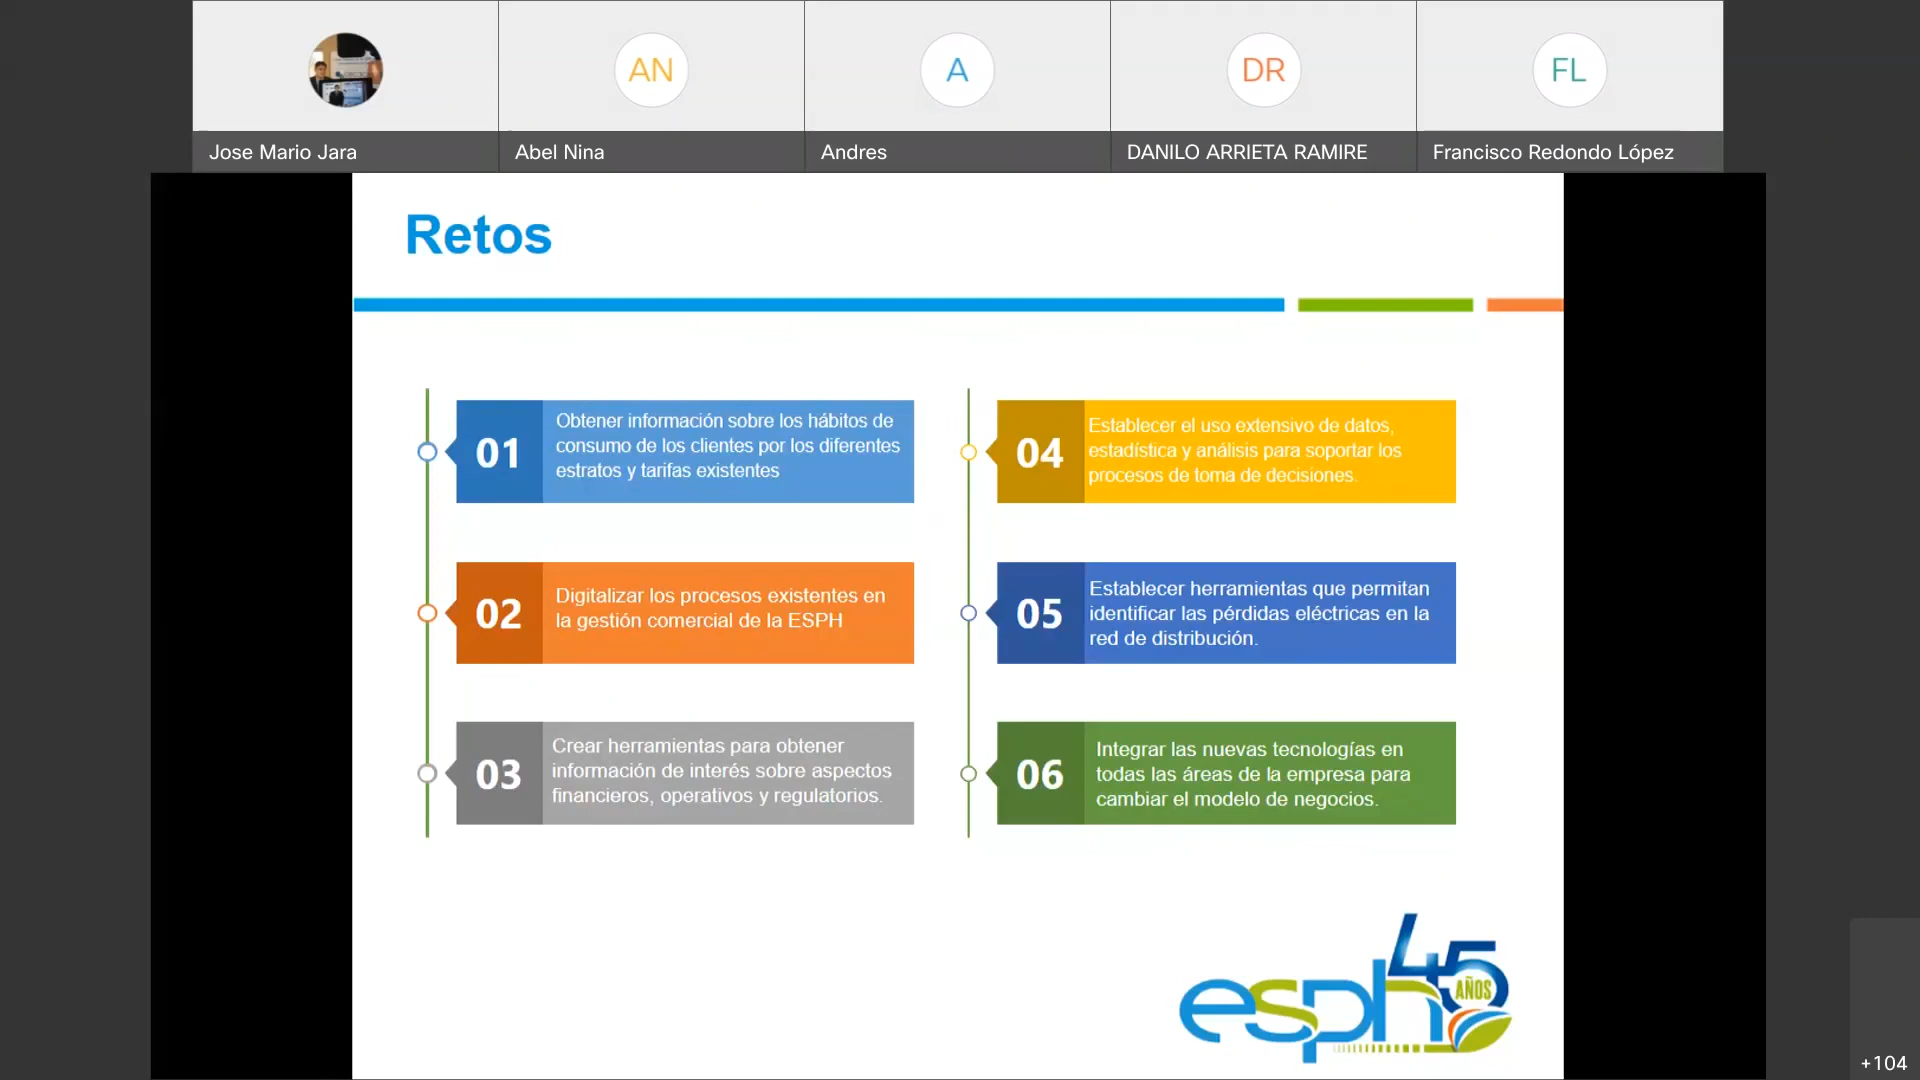 AN
A
DR
FL
Jose Mario Jara
Abel Nina
Andres
DANILO ARRIETA RAMIRE
Francisco Redondo López
Retos
01
Obtener información sobre los hábitos de
consumo de los clientes por los diferentes
estratos y tarifas existentes
02
Digitalizar los procesos existentes en
la gestión comercial de la ESPH
03
Crear herramientas para obtener
información de interés sobre aspectos
financieros, operativos y regulatorios.
04
Establecer el uso extensivo de datos,
estadística y análisis para soportar los
procesos de toma de decisiones.
05
Establecer herramientas que permitan
identificar las pérdidas eléctricas en la
red de distribución.
06
Integrar las nuevas tecnologías en
todas las áreas de la empresa para
cambiar el modelo de negocios.
45
AÑOS
esph
+104